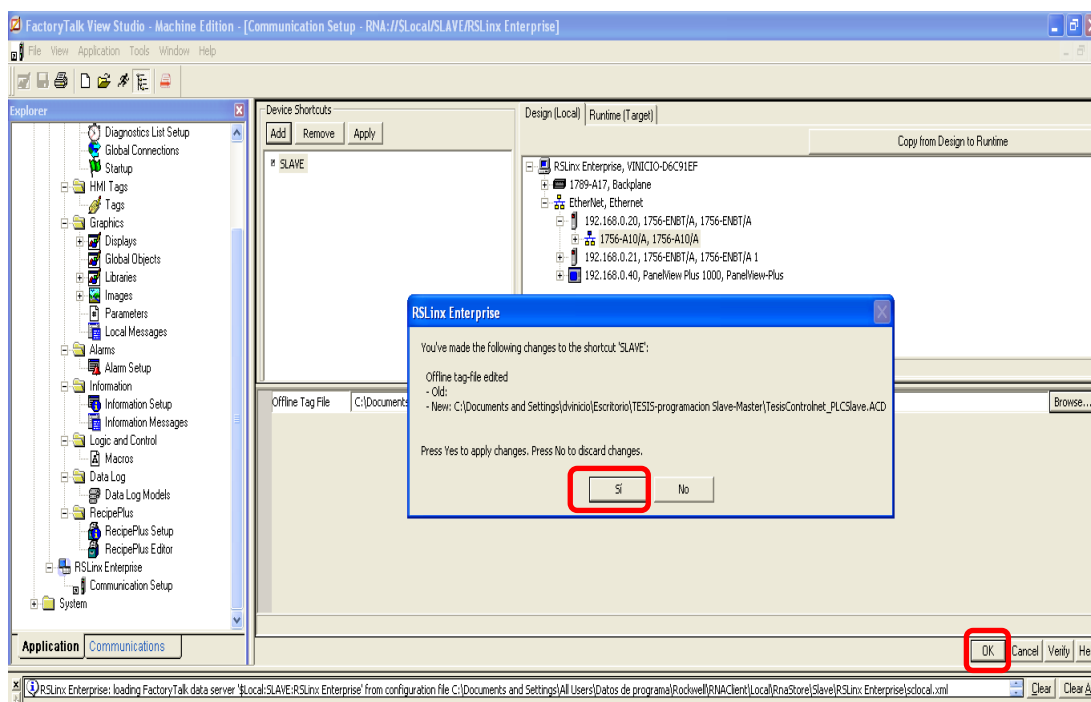 FactoryTalk View Studio - Machine Edition - [Communication Setup - RNA://$Local/SLAVE/RSLinx Enterprise]
File View Application Tools Window Help
Explorer
Diagnostics List Setup
Global Connections
Startup
HMI Tags
Tags
Graphics
Displays
Global Objects
Libraries
Images
Parameters
Local Messages
Alarms
Alarm Setup
Information
Information Setup
Information Messages
Logic and Control
Macros
Data Log
Data Log Models
RecipePlus
RecipePlus Setup
RecipePlus Editor
RSLinx Enterprise
Communication Setup
System
Application Communications
Device Shortcuts
Add Remove Apply
SLAVE
Design (Local) Runtime (Target)
Copy from Design to Runtime
RSLinx Enterprise, VINICIO-D6C91EF
1789-A17, Backplane
EtherNet, Ethernet
192.168.0.20, 1756-ENBT/A, 1756-ENBT/A
1756-A10/A, 1756-A10/A
192.168.0.21, 1756-ENBT/A, 1756-ENBT/A 1
192.168.0.40, PanelView Plus 1000, PanelView-Plus
RSLinx Enterprise
You've made the following changes to the shortcut 'SLAVE':
Offline tag-file edited
- Old:
- New: C:\Documents and Settings\dvinicio\Escritorio\TESIS-programacion Slave-Master\TesisControlnet_PLCSlave.ACD
Press Yes to apply changes. Press No to discard changes.
Sí No
Offline Tag File C:\Documents Browse...
OK Cancel Verify He
RSLinx Enterprise: loading FactoryTalk data server '$Local:SLAVE:RSLinx Enterprise' from configuration file C:\Documents and Settings\All Users\Datos de programa\Rockwell\RNAClient\Local\RnaStore\Slave\RSLinx Enterprise\sclocal.xml
Clear Clear A